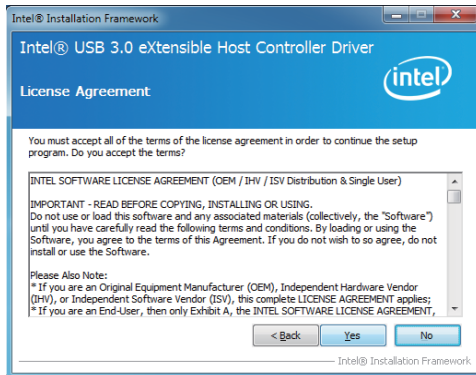 Intel® Installation Framework
Intel® USB 3.0 eXtensible Host Controller Driver
License Agreement
intel
You must accept all of the terms of the license agreement in order to continue the setup
program. Do you accept the terms?
INTEL SOFTWARE LICENSE AGREEMENT (OEM / IHV / ISV Distribution & Single User)
IMPORTANT - READ BEFORE COPYING, INSTALLING OR USING.
Do not use or load this software and any associated materials (collectively, the "Software")
until you have carefully read the following terms and conditions. By loading or using the
Software, you agree to the terms of this Agreement. If you do not wish to so agree, do not
install or use the Software.
Please Also Note:
* If you are an Original Equipment Manufacturer (OEM), Independent Hardware Vendor
(IHV), or Independent Software Vendor (ISV), this complete LICENSE AGREEMENT applies;
* If you are an End-User, then only Exhibit A, the INTEL SOFTWARE LICENSE AGREEMENT,
< Back Yes No
Intel® Installation Framework